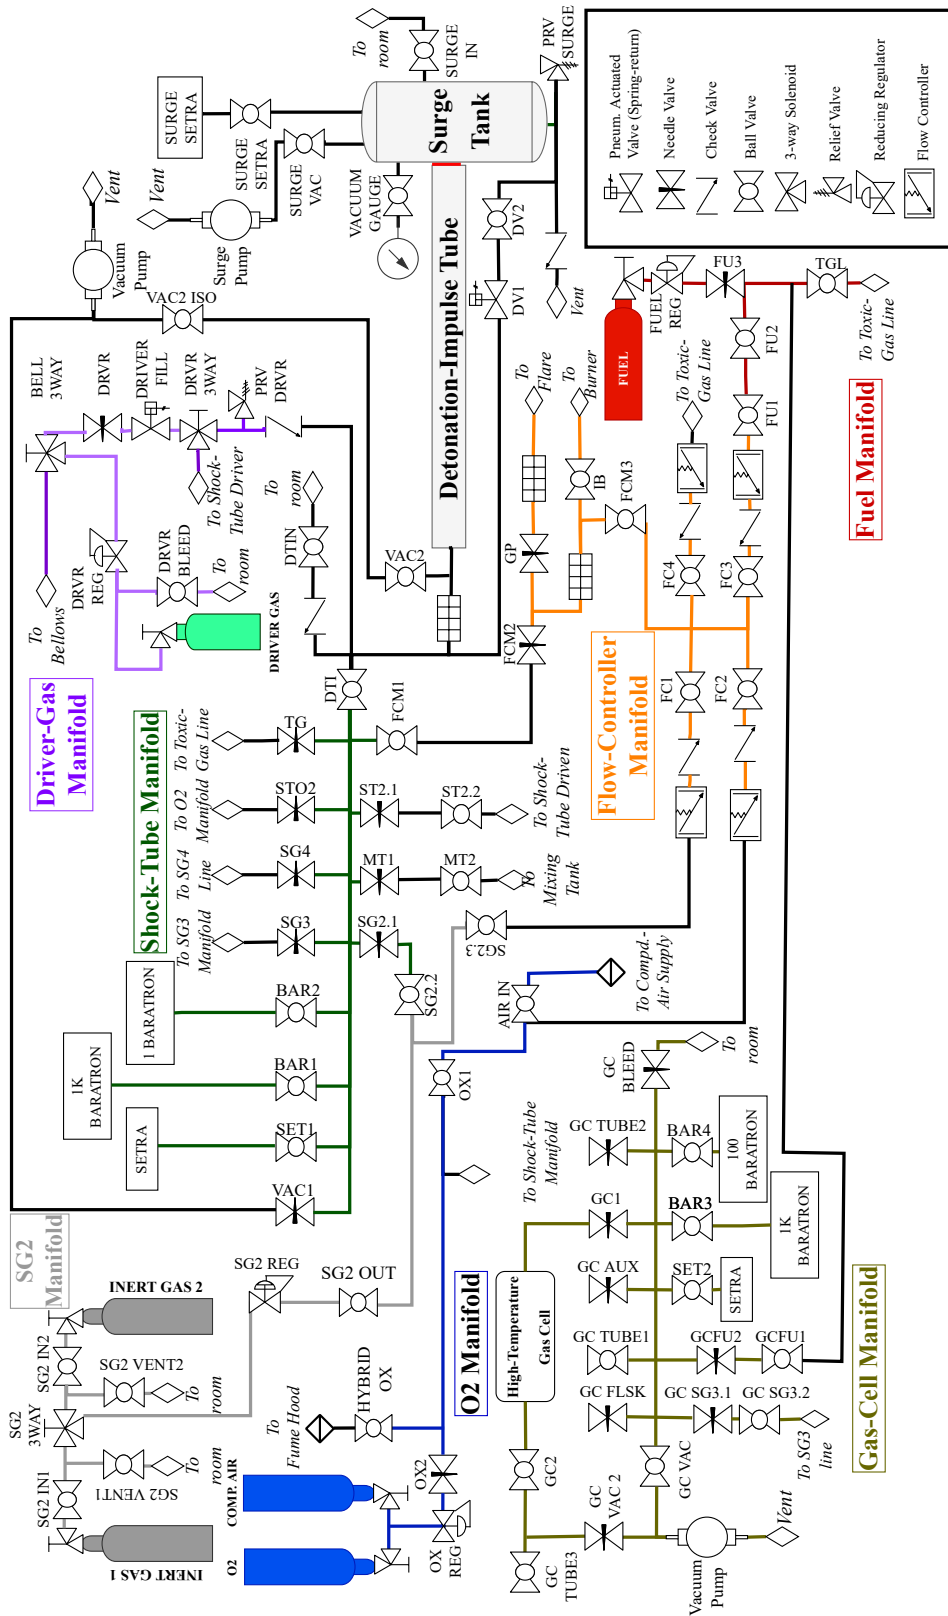 SG2
Manifold
INERT GAS 1
SG2 IN1
SG2 VENT1
To
room
SG2
3WAY
SG2 VENT2
To
room
SG2 IN2
INERT GAS 2
SG2 REG
SG2 OUT
Driver-Gas
Manifold
To
Bellows
BELL
3WAY
DRVR
DRIVER
FILL
DRVR
3WAY
PRV
DRVR
To Shock-
Tube Driver
DRVR
REG
DRVR
BLEED
To
room
DRIVER GAS
Vacuum
Pump
Vent
VAC2 ISO
Surge
Pump
Vent
SURGE
SETRA
SURGE
SETRA
SURGE
VAC
VACUUM
GAUGE
To
room
SURGE
IN
Surge
Tank
PRV
SURGE
Detonation-Impulse Tube
VAC2
DV1
DV2
Vent
To
room
DTIN
DTI
Shock-Tube Manifold
VAC1
SETRA
SET1
1K
BARATRON
BAR1
1 BARATRON
BAR2
To SG3
Manifold
SG3
To SG4
Line
SG4
To O2
Manifold
STO2
To Toxic-
Gas Line
TG
SG2.1
SG2.2
SG2.3
MT1
MT2
To
Mixing
Tank
ST2.1
ST2.2
To Shock-
Tube Driven
FCM1
FCM2
GP
To
Flare
To
Burner
IB
FCM3
Flow-Controller
Manifold
FC1
FC2
FC3
FC4
To Toxic-
Gas Line
Fuel Manifold
FUEL
FUEL
REG
FU3
FU2
FU1
TGL
To Toxic-
Gas Line
O2 Manifold
O2
COMP. AIR
OX
REG
OX2
HYBRID
OX
To
Fume Hood
OX1
AIR IN
To Compd.-
Air Supply
Gas-Cell Manifold
High-Temperature
Gas Cell
GC
TUBE3
GC2
GC
VAC 2
GC VAC
Vacuum
Pump
Vent
GC FLSK
GC SG3.1
GC SG3.2
To SG3
line
GC TUBE1
GCFU2
GCFU1
GC AUX
SET2
SETRA
GC1
To Shock-Tube
Manifold
BAR3
1K
BARATRON
GC TUBE2
BAR4
100
BARATRON
GC
BLEED
To
room
Pneum. Actuated
Valve (Spring-return)
Needle Valve
Check Valve
Ball Valve
3-way Solenoid
Relief Valve
Reducing Regulator
Flow Controller